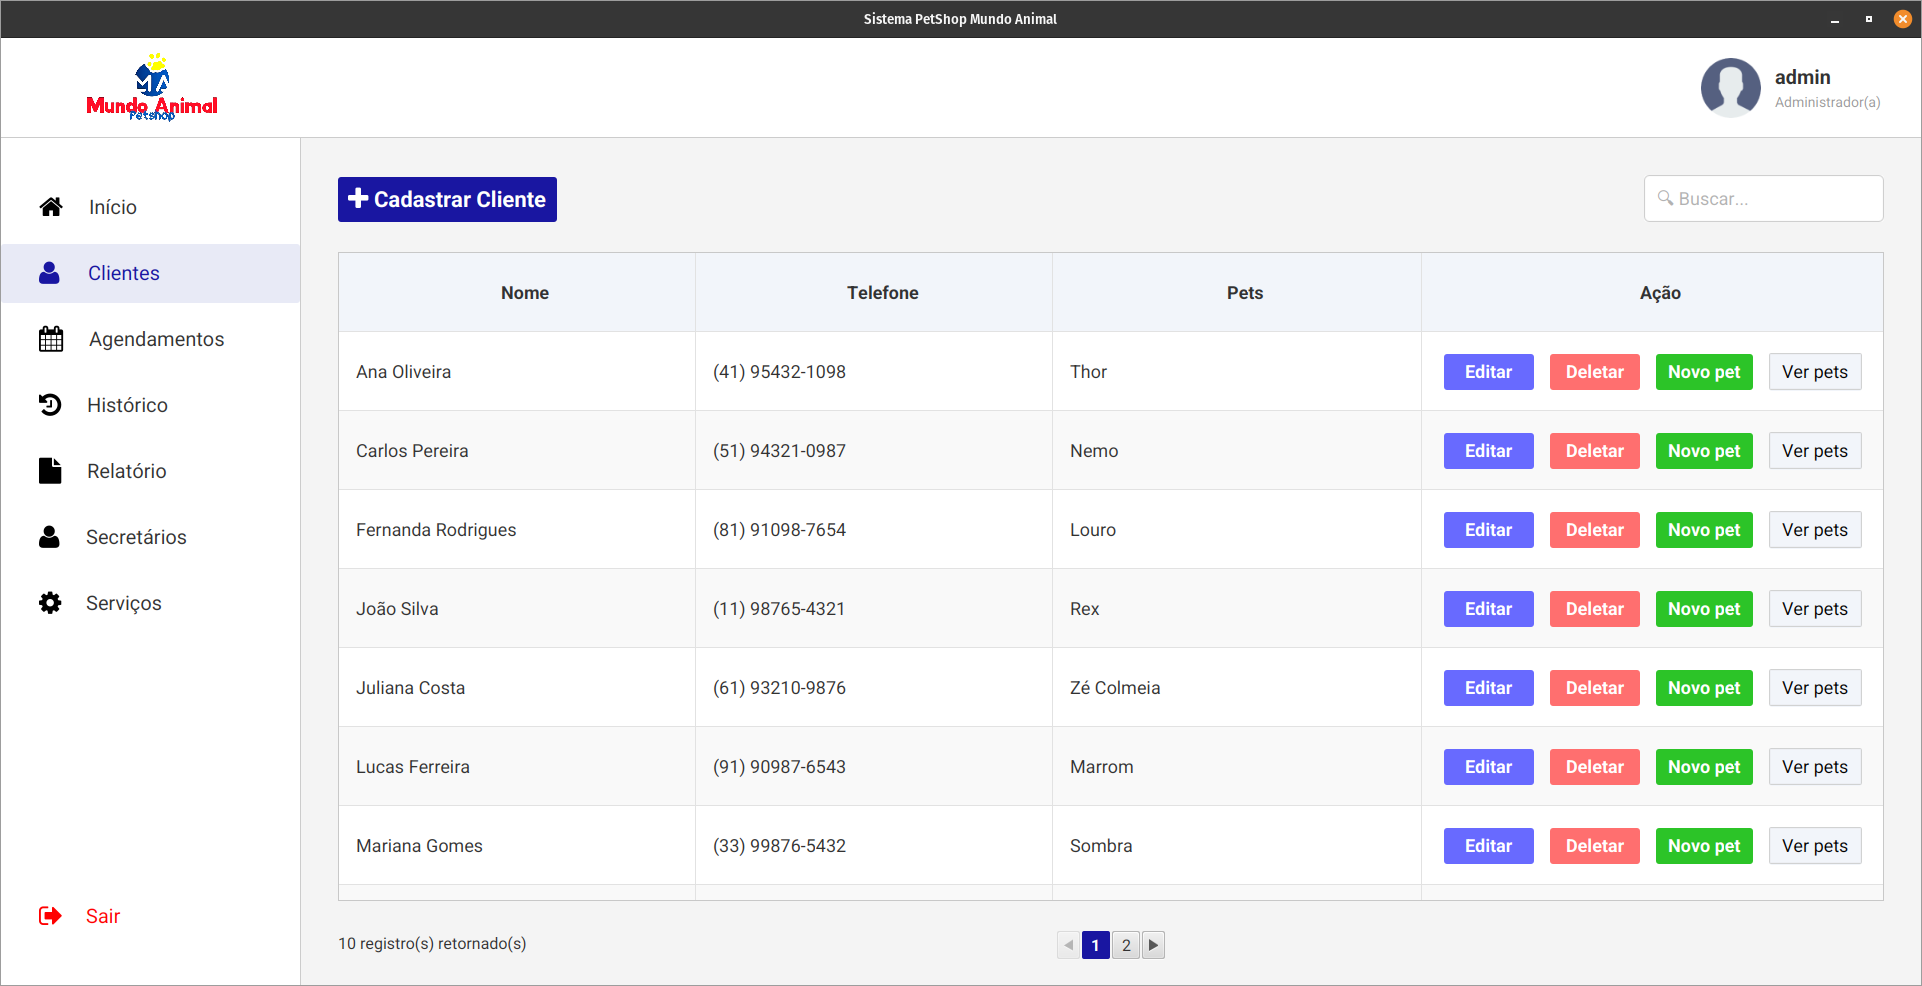 Sistema PetShop Mundo Animal
MA
Mundo Animal
Petshop
admin
Administrador(a)
Início
Clientes
Agendamentos
Histórico
Relatório
Secretários
Serviços
Sair
Cadastrar Cliente
Buscar...
Nome Telefone Pets Ação
Ana Oliveira (41) 95432-1098 Thor Editar Deletar Novo pet Ver pets
Carlos Pereira (51) 94321-0987 Nemo Editar Deletar Novo pet Ver pets
Fernanda Rodrigues (81) 91098-7654 Louro Editar Deletar Novo pet Ver pets
João Silva (11) 98765-4321 Rex Editar Deletar Novo pet Ver pets
Juliana Costa (61) 93210-9876 Zé Colmeia Editar Deletar Novo pet Ver pets
Lucas Ferreira (91) 90987-6543 Marrom Editar Deletar Novo pet Ver pets
Mariana Gomes (33) 99876-5432 Sombra Editar Deletar Novo pet Ver pets
10 registro(s) retornado(s)
1 2